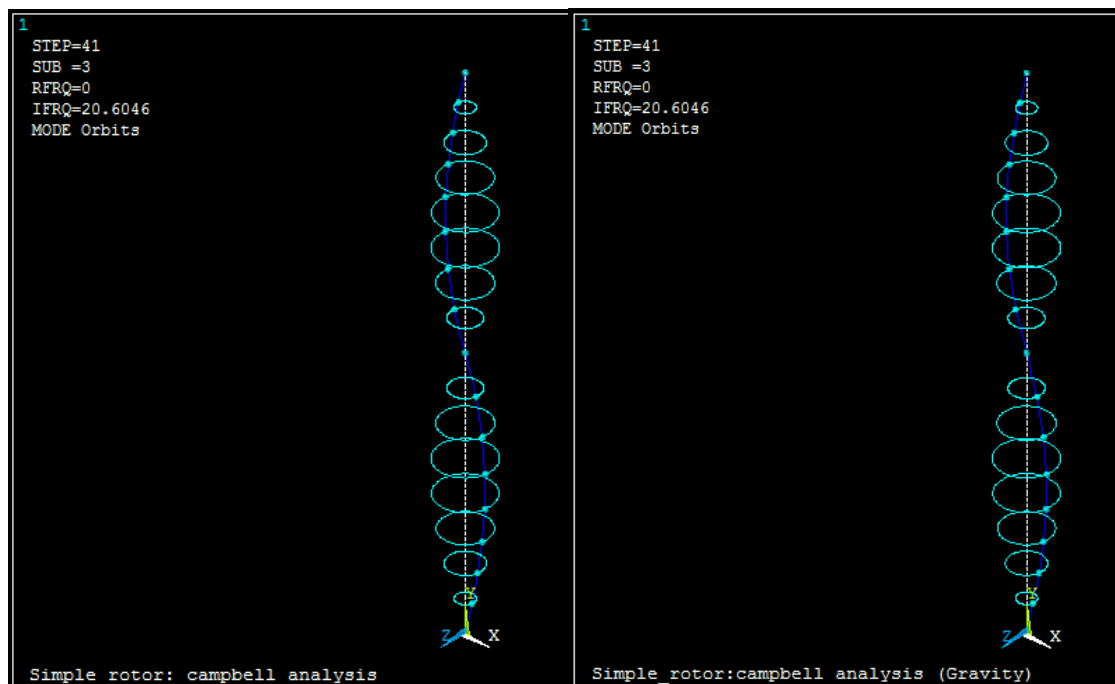 1
STEP=41
SUB =3
RFRQ=0
IFRQ=20.6046
MODE Orbits
Y
Z
X
Simple rotor: campbell analysis
1
STEP=41
SUB =3
RFRQ=0
IFRQ=20.6046
MODE Orbits
Y
Z
X
Simple_rotor:campbell analysis (Gravity)